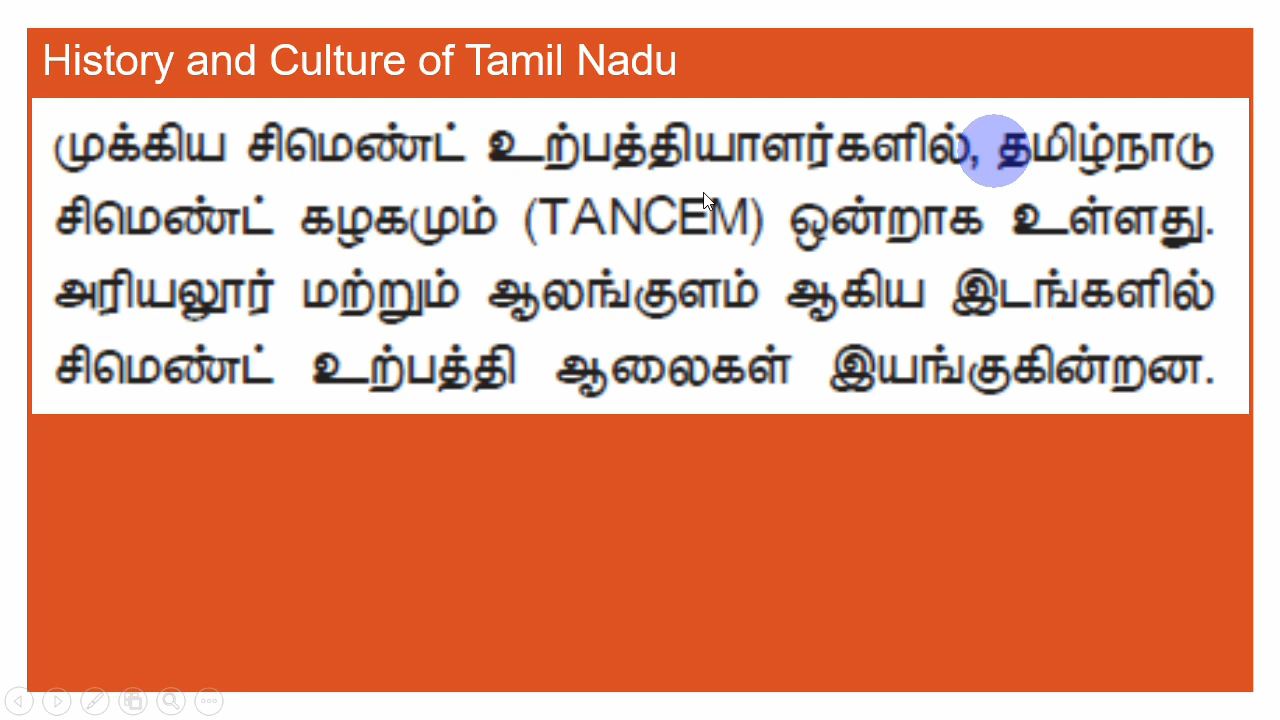 History and Culture of Tamil Nadu
முக்கிய சிமெண்ட் உற்பத்தியாளர்களில், தமிழ்நாடு
சிமெண்ட் கழகமும் (TANCEM) ஒன்றாக உள்ளது.
அரியலூர் மற்றும் ஆலங்குளம் ஆகிய இடங்களில்
சிமெண்ட் உற்பத்தி ஆலைகள் இயங்குகின்றன.